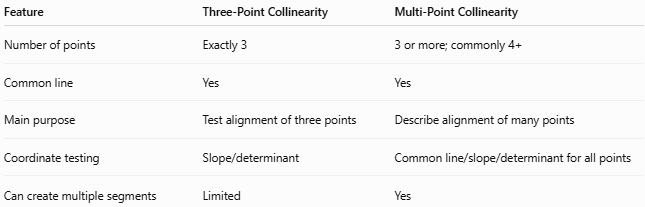 Feature Three-Point Collinearity Multi-Point Collinearity
Number of points Exactly 3 3 or more; commonly 4+
Common line Yes Yes
Main purpose Test alignment of three points Describe alignment of many points
Coordinate testing Slope/determinant Common line/slope/determinant for all points
Can create multiple segments Limited Yes